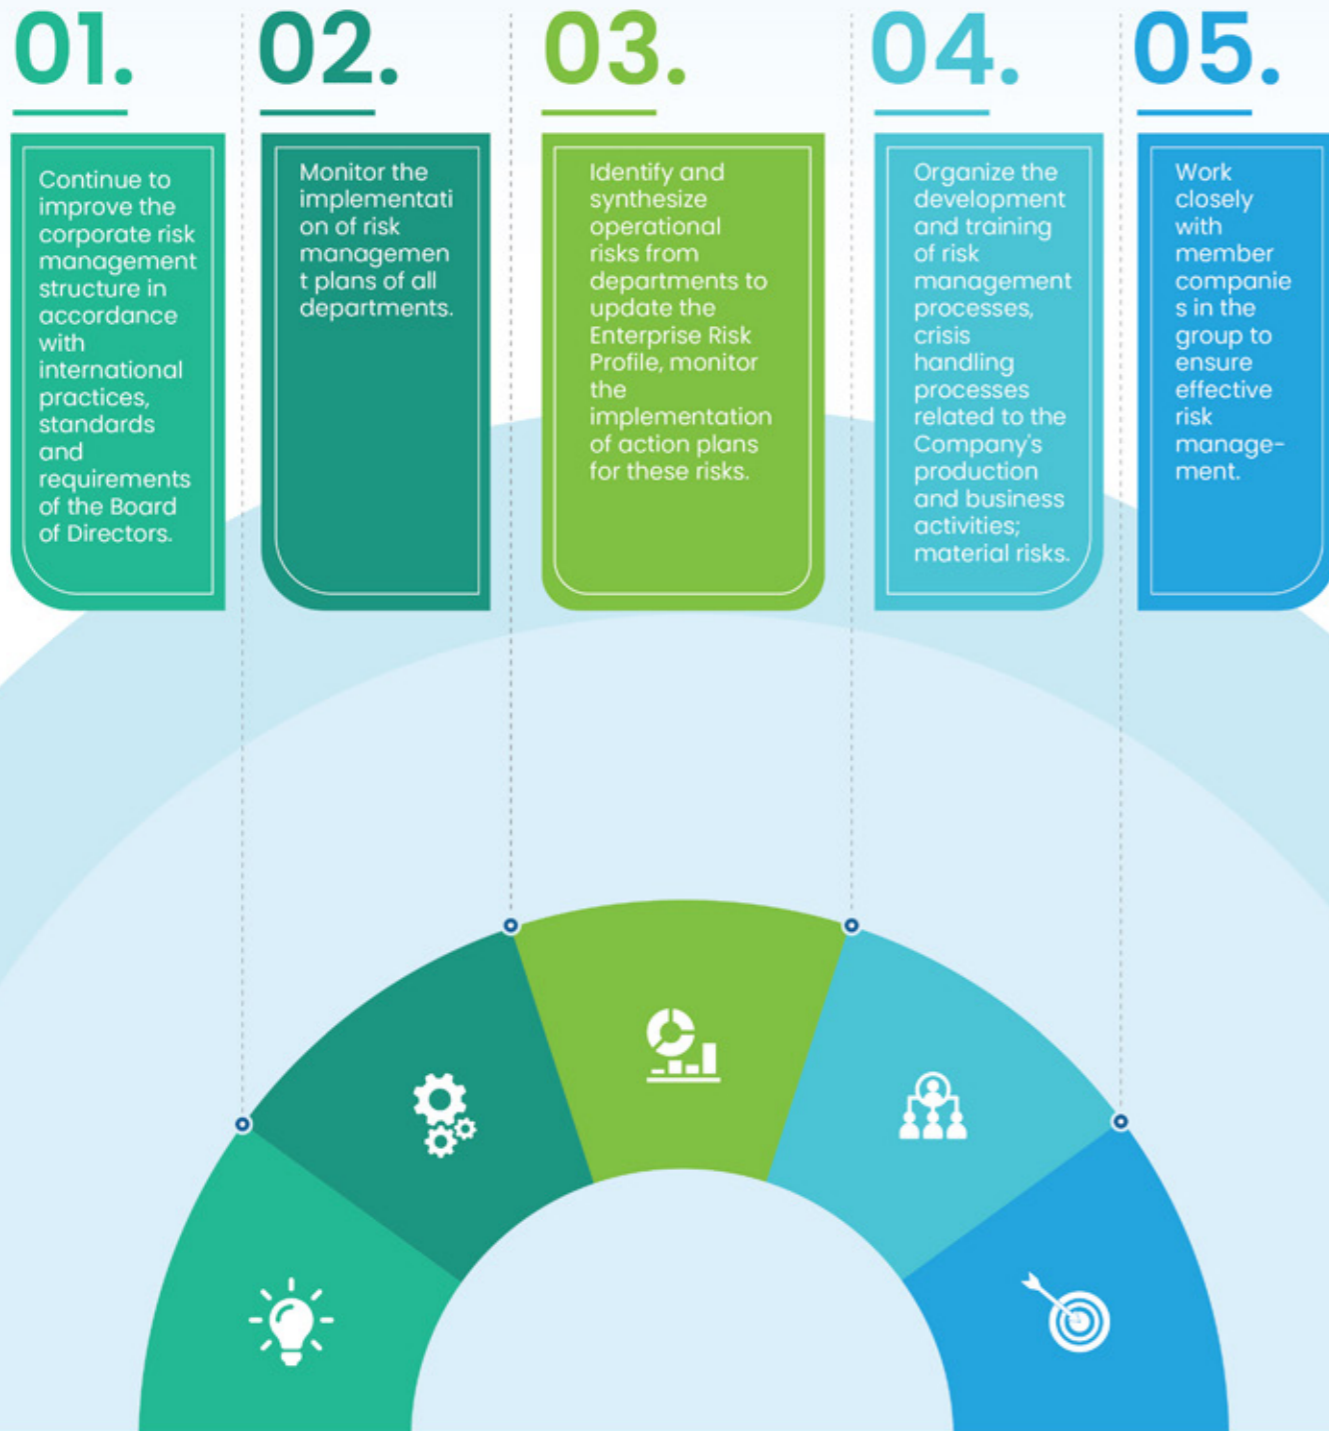 01.
Continue to
improve the
corporate risk
management
structure in
accordance
with
international
practices,
standards
and
requirements
of the Board
of Directors.
02.
Monitor the
implementati
on of risk
managemen
t plans of all
departments.
03.
Identify and
synthesize
operational
risks from
departments to
update the
Enterprise Risk
Profile, monitor
the
implementation
of action plans
for these risks.
04.
Organize the
development
and training
of risk
management
processes,
crisis
handling
processes
related to the
Company's
production
and business
activities;
material risks.
05.
Work
closely
with
member
companie
s in the
group to
ensure
effective
risk
manage-
ment.